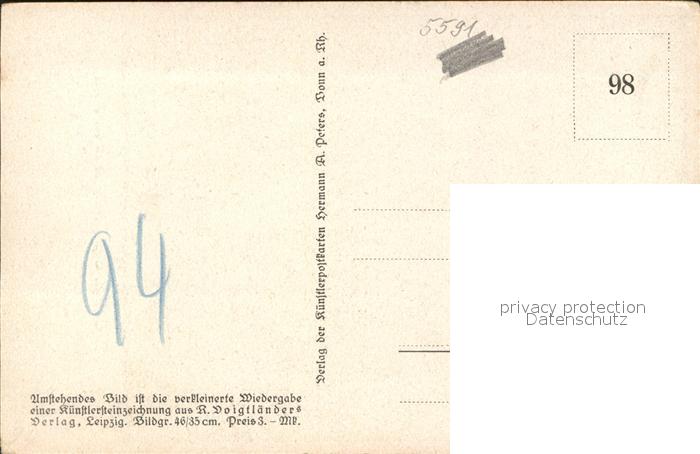 5591
98
94
Verlag der Künstlerpostkarten Hermann A. Peters, Bonn a. Rh.
privacy protection
Datenschutz
Umstehendes Bild ist die verkleinerte Wiedergabe
einer Künstlersteinzeichnung aus R. Voigtländers
Verlag, Leipzig. Bildgr. 46/35 cm. Preis 3.– Mk.